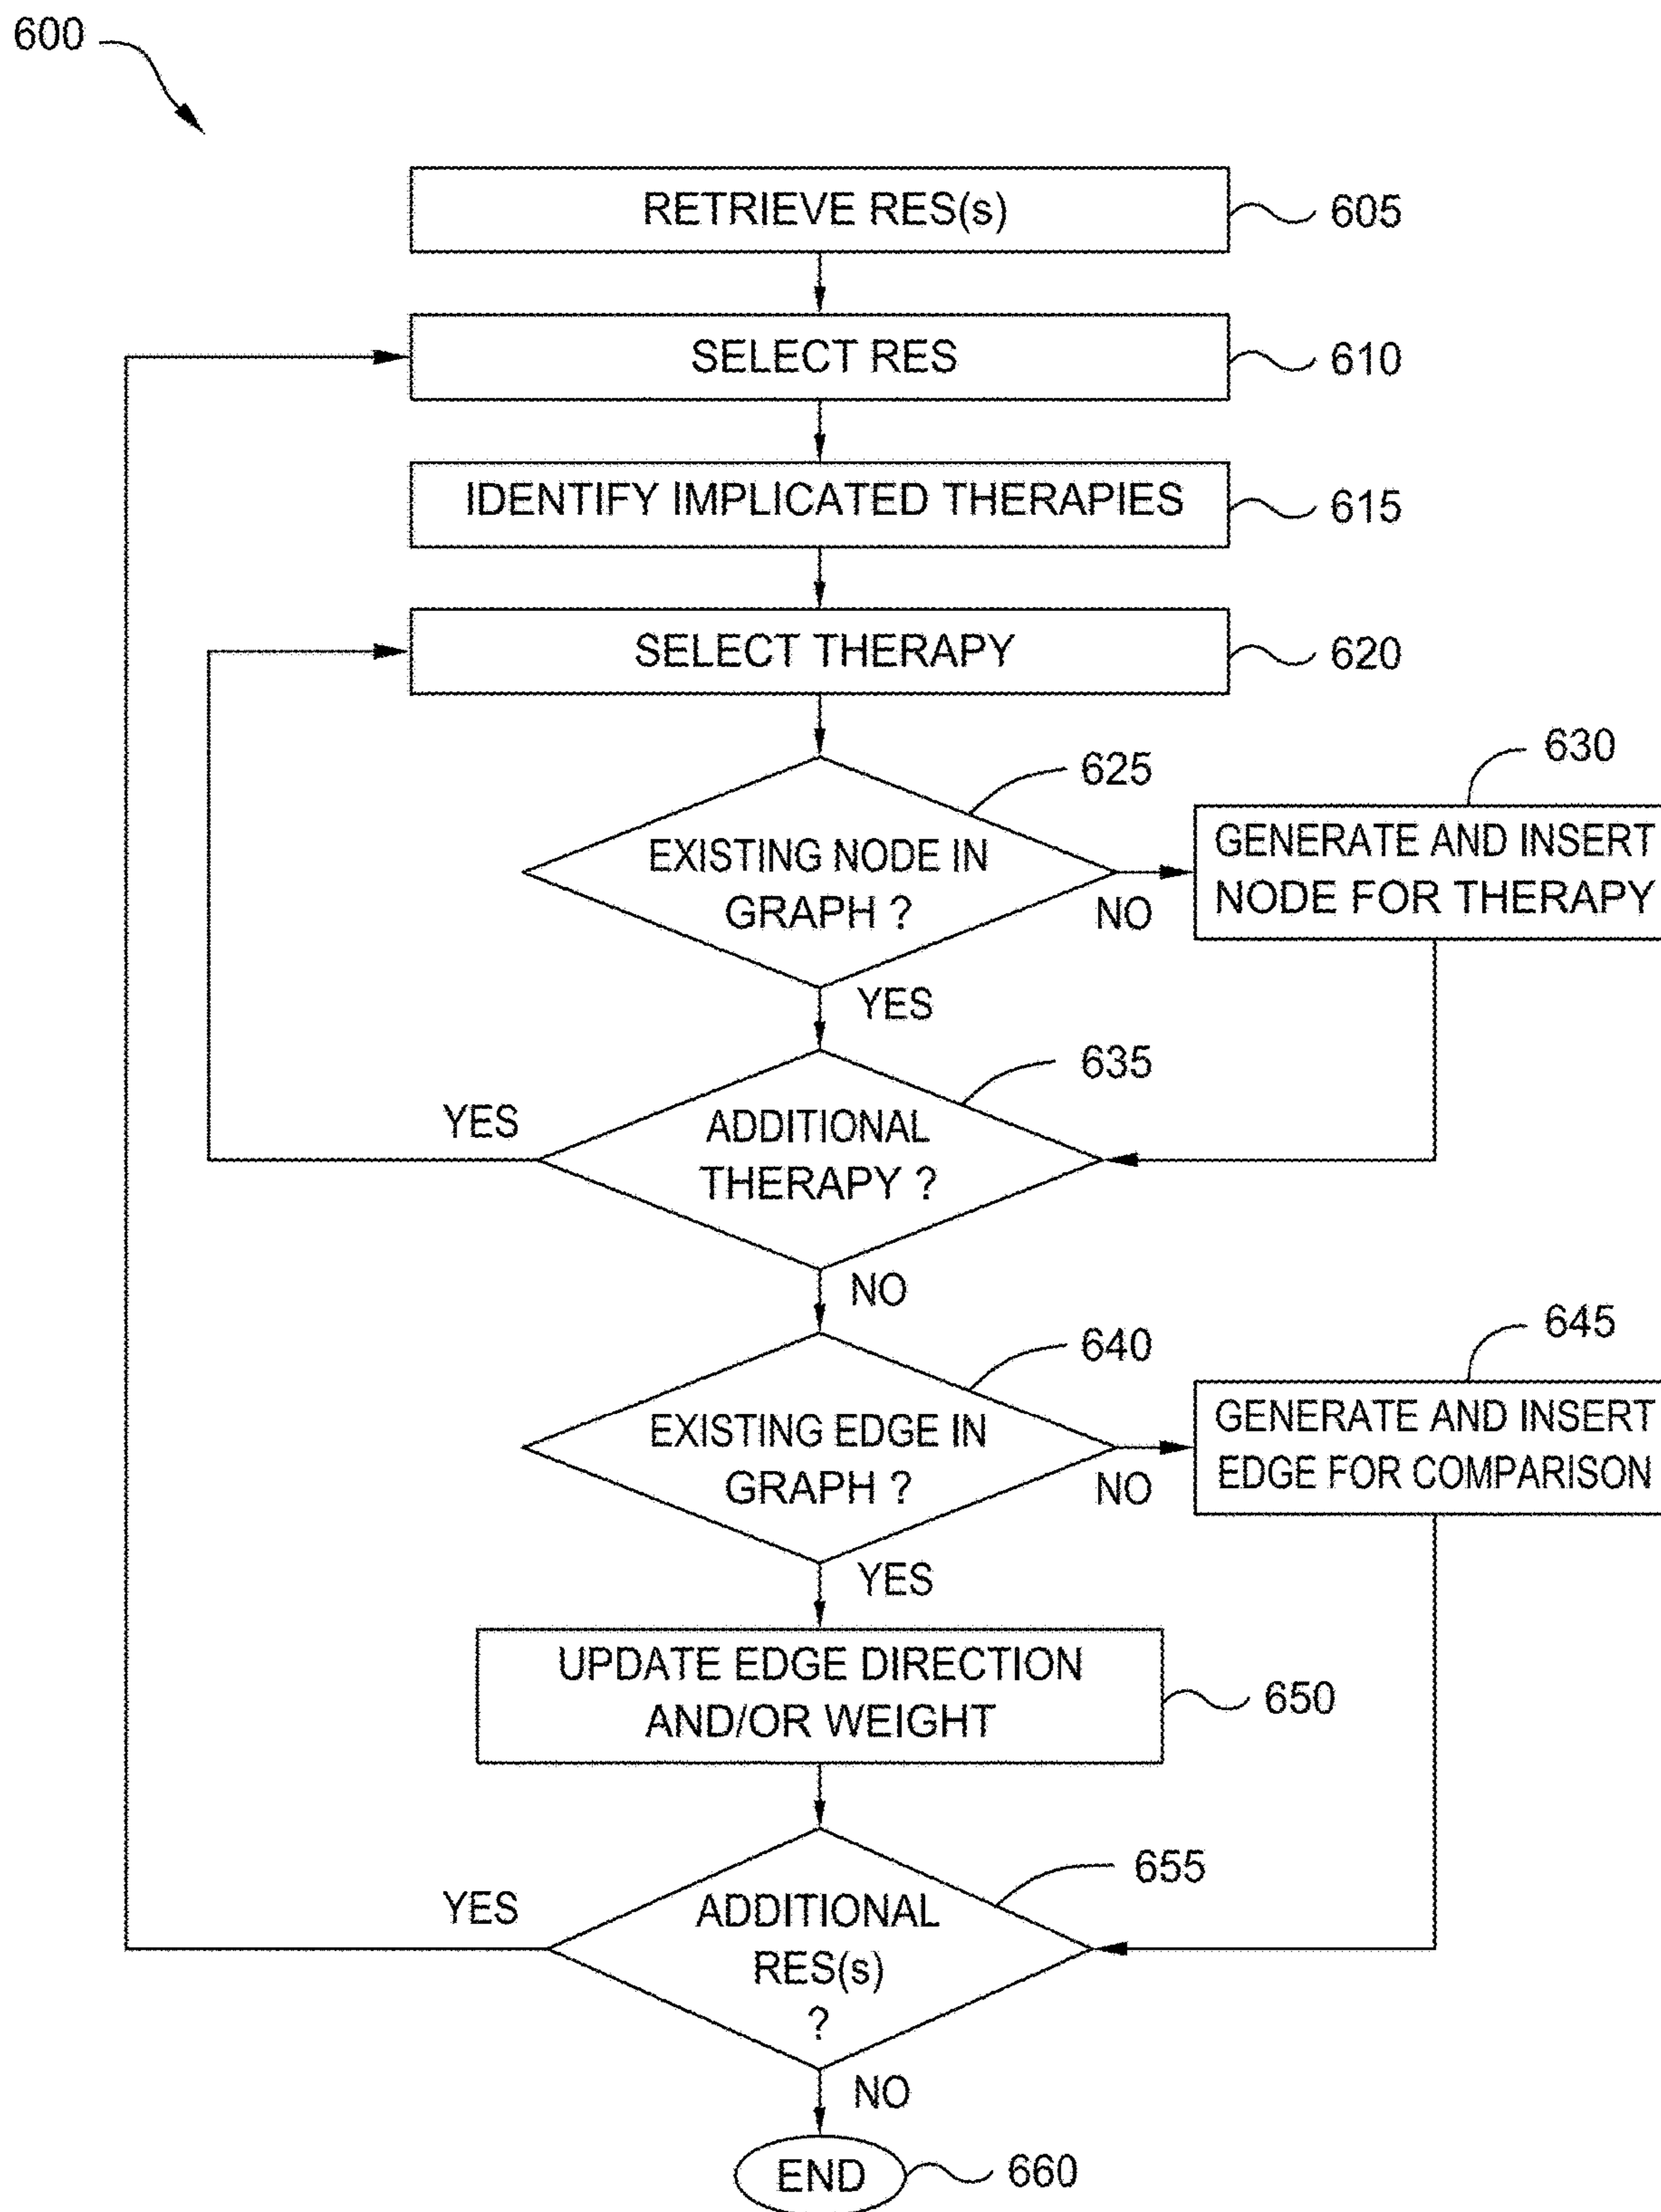 600
RETRIEVE RES(s)
605
SELECT RES
610
IDENTIFY IMPLICATED THERAPIES
615
SELECT THERAPY
620
625
EXISTING NODE IN
GRAPH ?
NO
YES
630
GENERATE AND INSERT
NODE FOR THERAPY
635
YES
ADDITIONAL
THERAPY ?
NO
640
EXISTING EDGE IN
GRAPH ?
NO
YES
645
GENERATE AND INSERT
EDGE FOR COMPARISON
UPDATE EDGE DIRECTION
AND/OR WEIGHT
650
655
YES
ADDITIONAL
RES(s)
?
NO
END
660